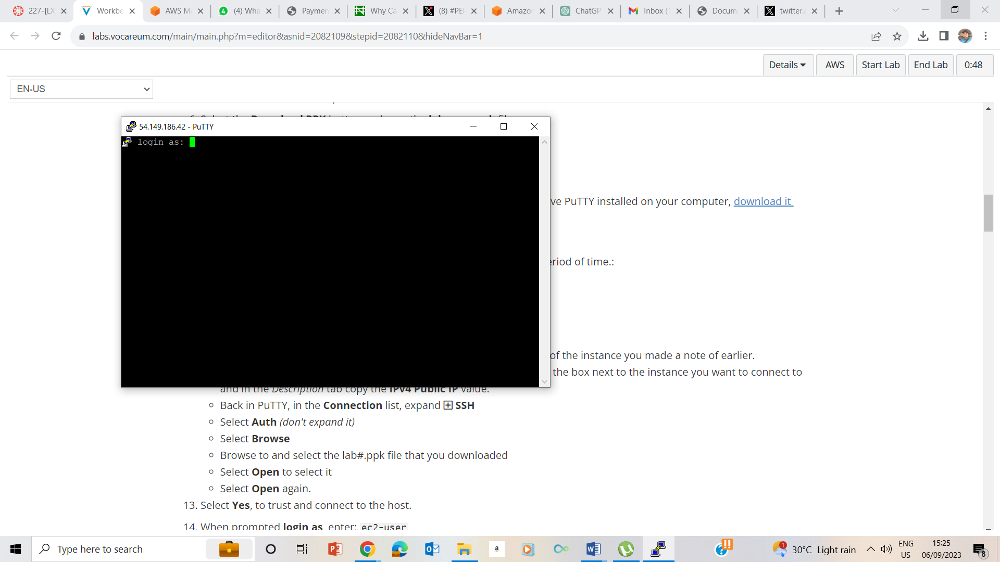 227-[LX
Workbe
AWS M
(4) Wha
Paymen
Why Ca
(8) #PEF
Amazon
ChatGP
Inbox (1
Docum
twitter.c
labs.vocareum.com/main/main.php?m=editor&asnid=2082109&stepid=2082110&hideNavBar=1
Details
AWS
Start Lab
End Lab
0:48
EN-US
54.149.186.42 - PuTTY
login as:
ve PuTTY installed on your computer, download it
eriod of time.:
of the instance you made a note of earlier.
the box next to the instance you want to connect to
and in the Description tab copy the IPv4 Public IP value.
Back in PuTTY, in the Connection list, expand SSH
Select Auth (don't expand it)
Select Browse
Browse to and select the lab#.ppk file that you downloaded
Select Open to select it
Select Open again.
13. Select Yes, to trust and connect to the host.
14. When prompted login as, enter: ec2-user
Type here to search
a
1
30°C Light rain
ENG
US
15:25
06/09/2023
8